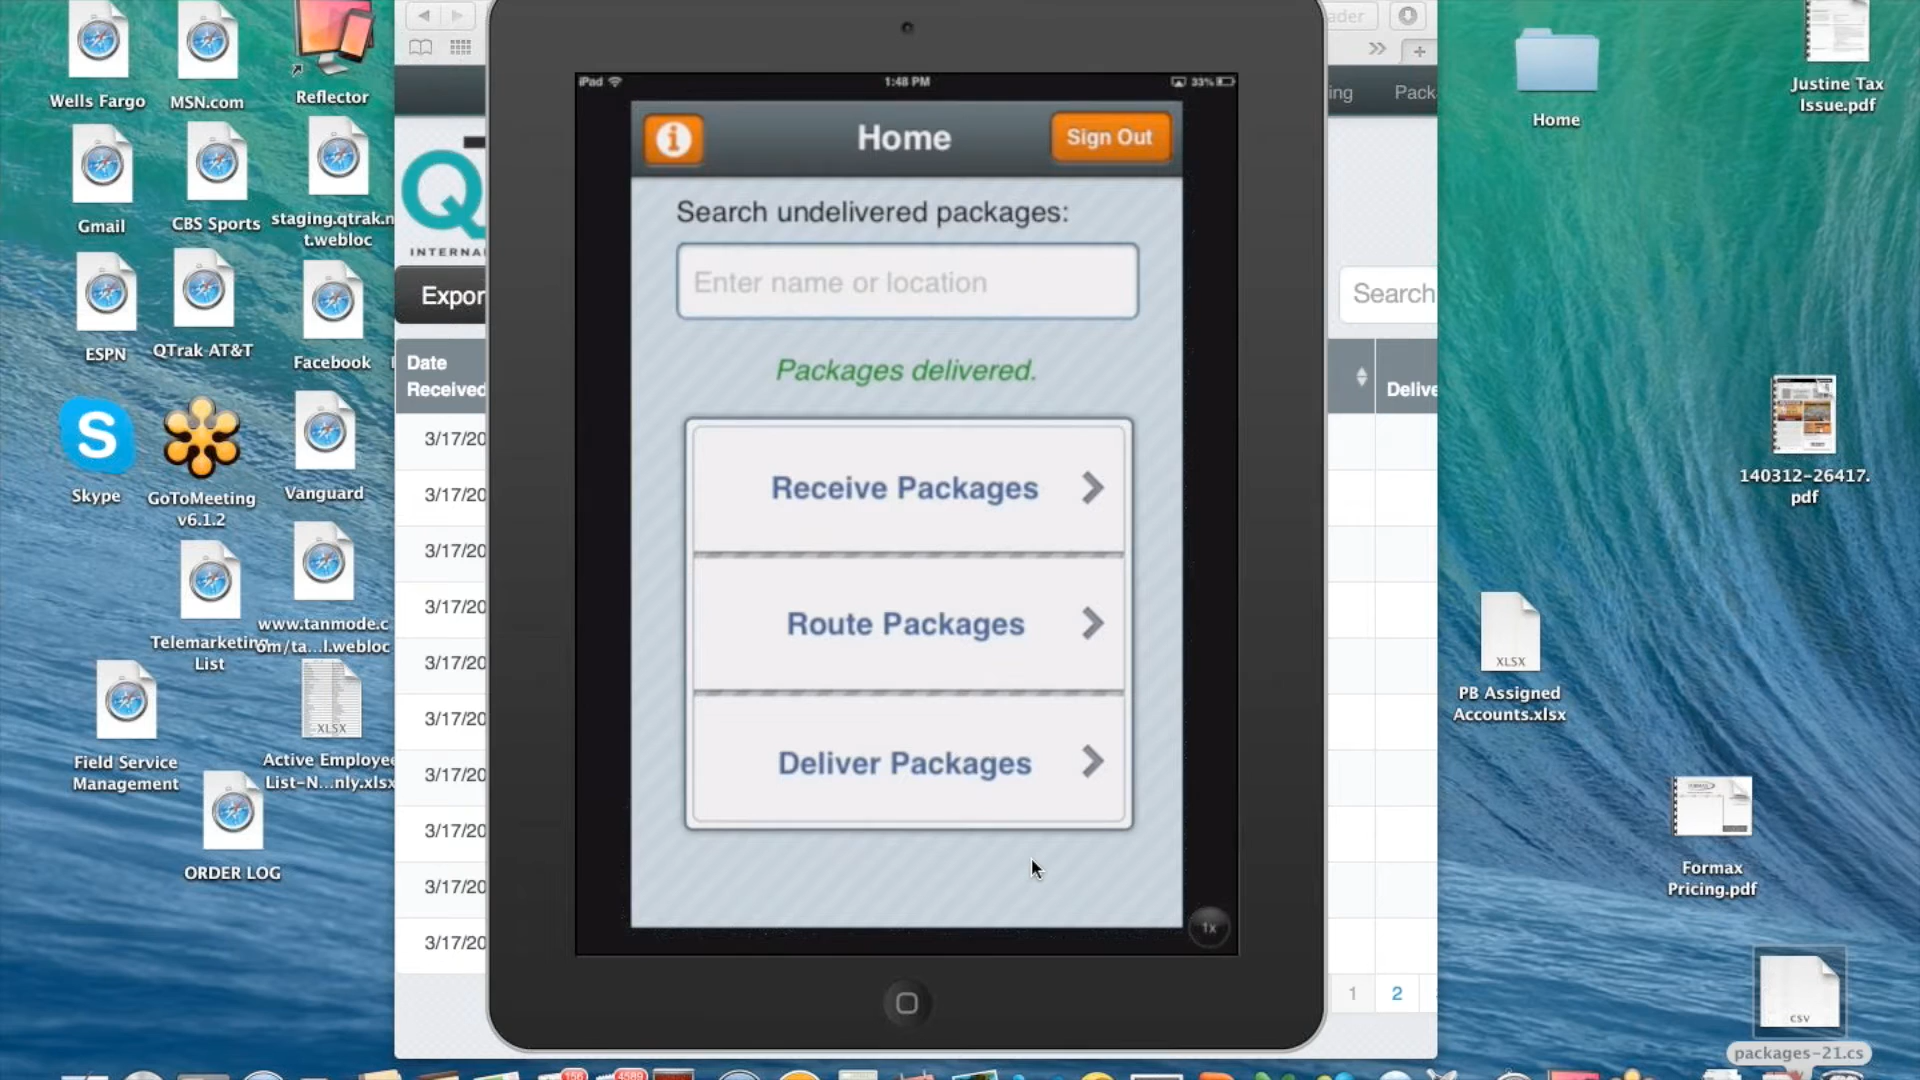 Wells Fargo
MSN.com
Reflector
Gmail
CBS Sports
staging.qtrak.n
t.webloc
ESPN
QTrak AT&T
Facebook
Skype
GoToMeeting
v6.1.2
Vanguard
Telemarketing
List
www.tanmode.c
om/ta...l.webloc
Field Service
Management
XLSX
Active Employee
List-N...nly.xlsx
ORDER LOG
Q
INTERNA
Expor
Date
Received
3/17/20
3/17/20
3/17/20
3/17/20
3/17/20
3/17/20
3/17/20
3/17/20
3/17/20
3/17/20
iPad
1:48 PM
33%
i
Home
Sign Out
Search undelivered packages:
Enter name or location
Packages delivered.
Receive Packages
Route Packages
Deliver Packages
1x
ader
ing
Pack
Search
Delive
1
2
Home
Justine Tax
Issue.pdf
140312-26417.
pdf
XLSX
PB Assigned
Accounts.xlsx
Formax
Pricing.pdf
CSV
packages-21.cs
156
4589